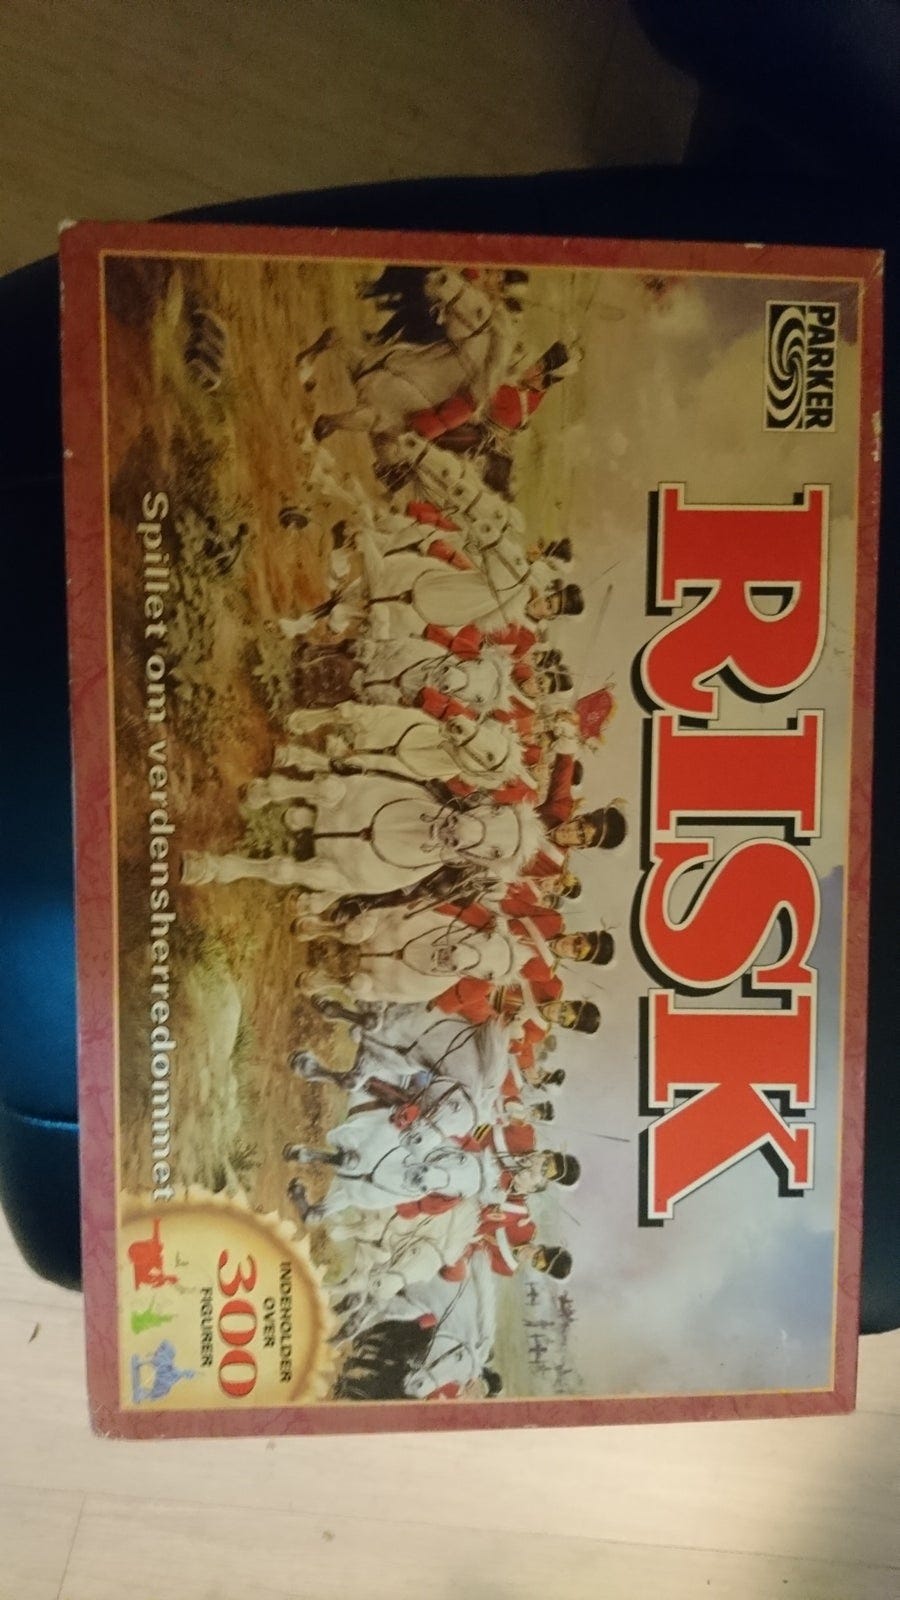 PARKER
RISK
Spillet om verdensherredømmet
INDEHOLDER
OVER
300
FIGURER